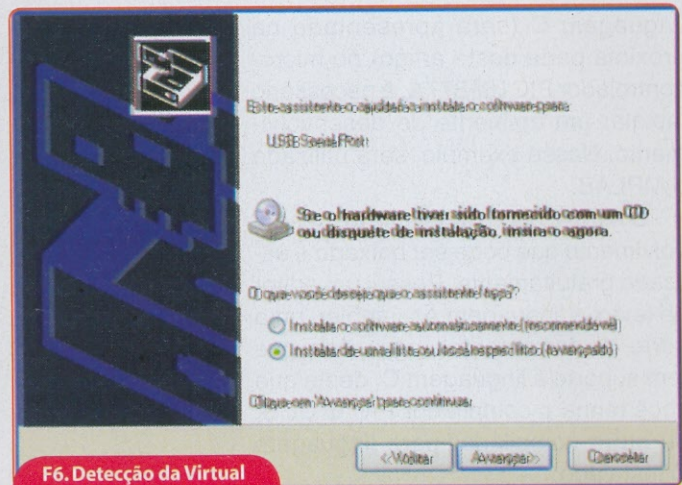 Este assistente o ajudará a instalar o software para:
USB Serial Port
Se o hardware tiver sido fornecido com um CD
ou disquete de instalação, insira-o agora.
O que você deseja que o assistente faça?
Instalar o software automaticamente (recomendável)
Instalar de uma lista ou local específico (avançado)
Clique em 'Avançar' para continuar.
< Voltar
Avançar >
Cancelar
F6. Detecção da Virtual